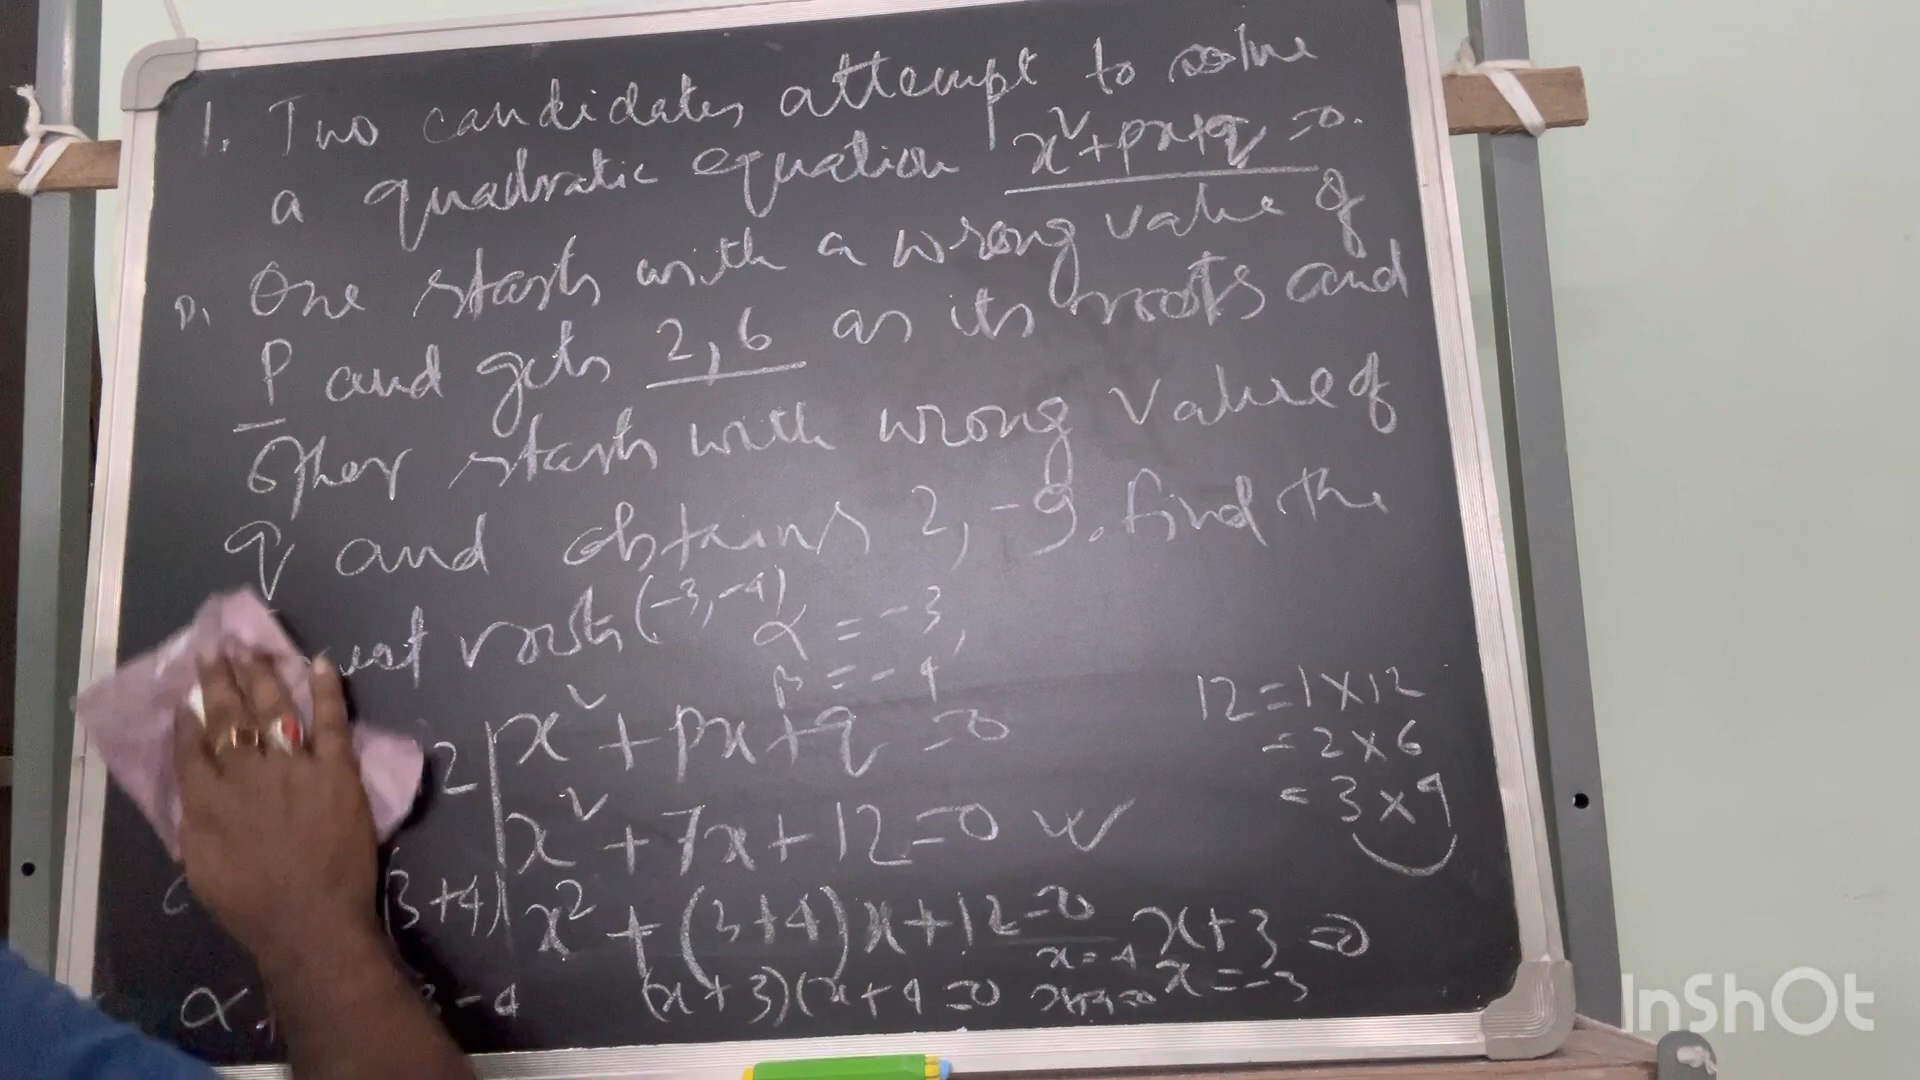 1. Two candidates attempt to solve
a quadratic equation x²+px+q=0.
One starts with a wrong value of
P and gets 2,6 as its roots and
Other starts with wrong value of
q and obtains 2, -9. find the
roots (-3,-4) α = -3,
β = -4
2 x²+px+q=0
x²+7x+12=0
(3+4) x²+(3+4)x+12=0
(x+3)(x+4=0
x+3=0
x=-3
-4
α
12=1×12
=2×6
=3×4
InShOt